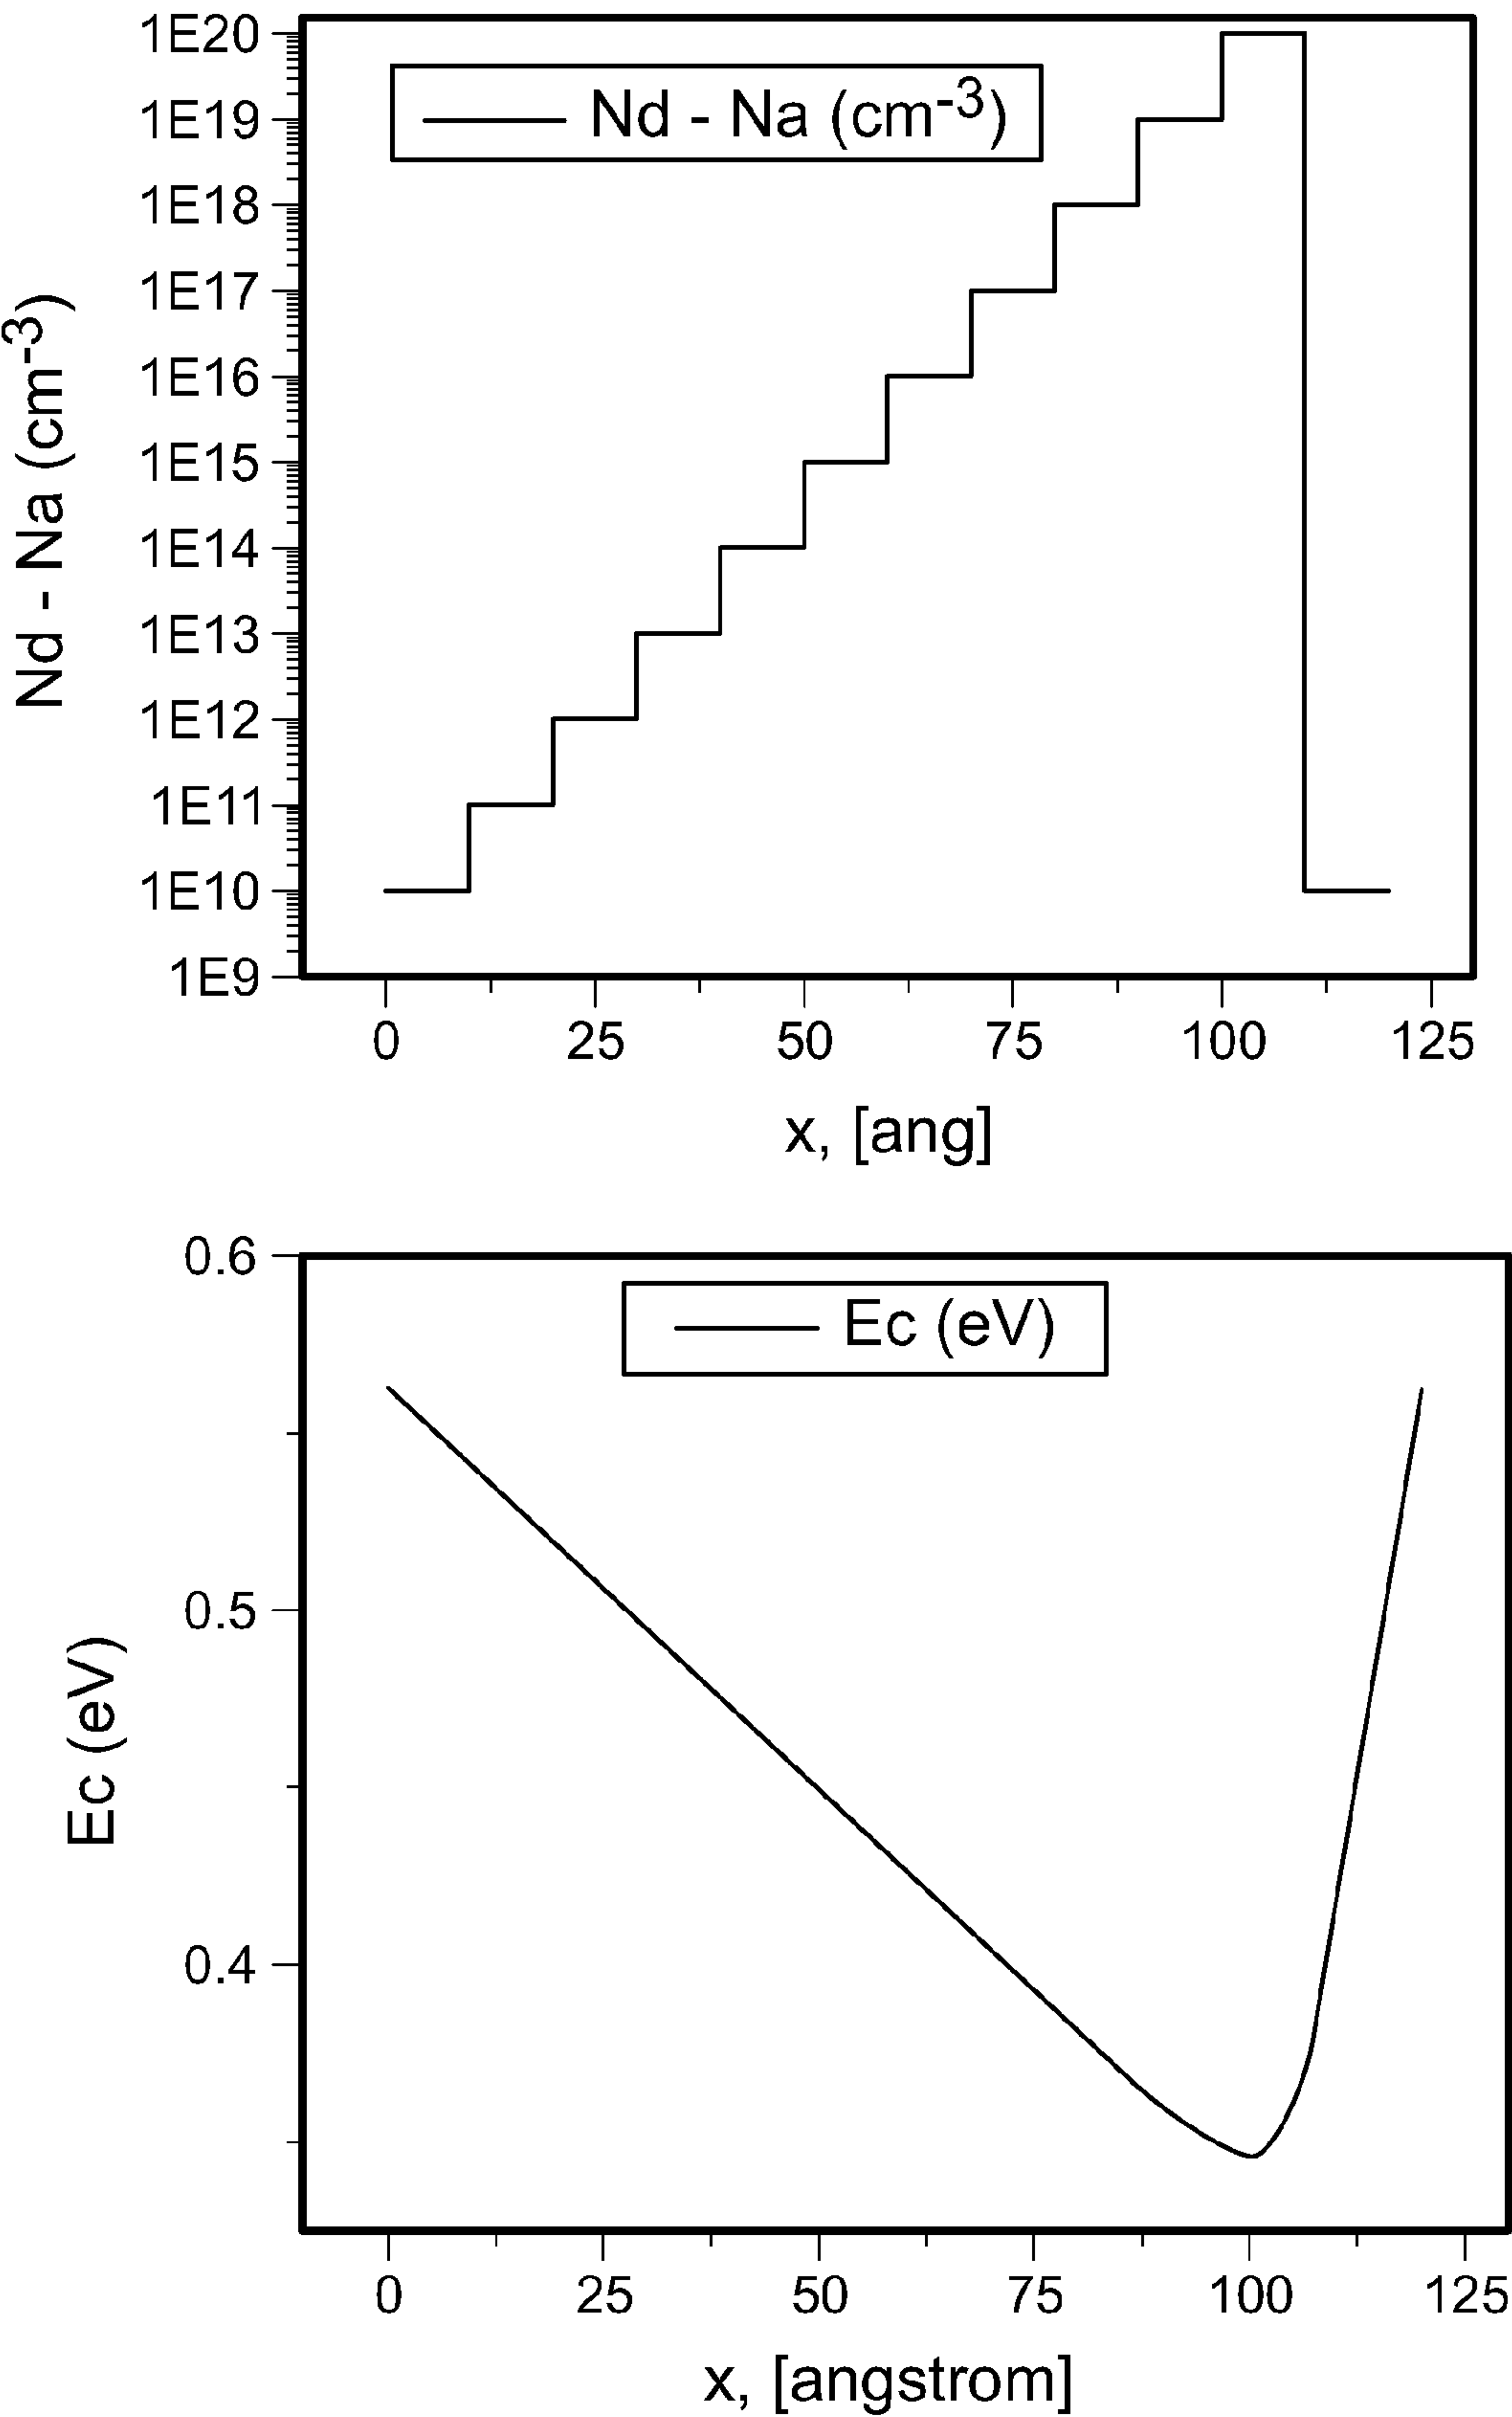 1E20
1E19
1E18
1E17
1E16
1E15
1E14
1E13
1E12
1E11
1E10
1E9
Nd - Na (cm⁻³)
Nd - Na (cm⁻³)
0 25 50 75 100 125
x, [ang]
0.6
0.5
0.4
Ec (eV)
Ec (eV)
0 25 50 75 100 125
x, [angstrom]